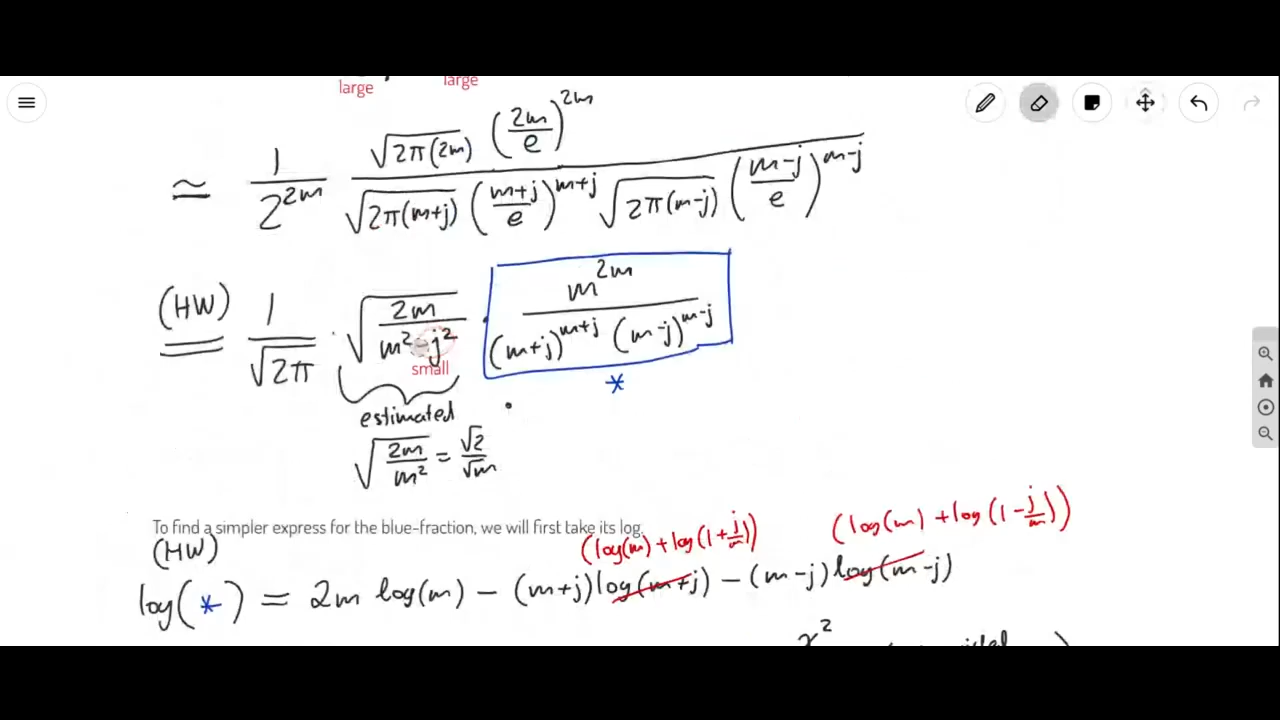 large large
≃ 1/2^{2m} · √(2π(2m)) (2m/e)^{2m} / [√(2π(m+j)) ((m+j)/e)^{m+j} √(2π(m-j)) ((m-j)/e)^{m-j}]
(HW) = 1/√(2π) · √(2m/(m²-j²)) · m^{2m} / [(m+j)^{m+j} (m-j)^{m-j}]
small
*
estimated
√(2m/m²) = √2/√m
To find a simpler express for the blue-fraction, we will first take its log.
(HW)
(log(m) + log(1+j/m)) (log(m) + log(1-j/m))
log(*) = 2m log(m) - (m+j) log(m+j) - (m-j) log(m-j)
x²